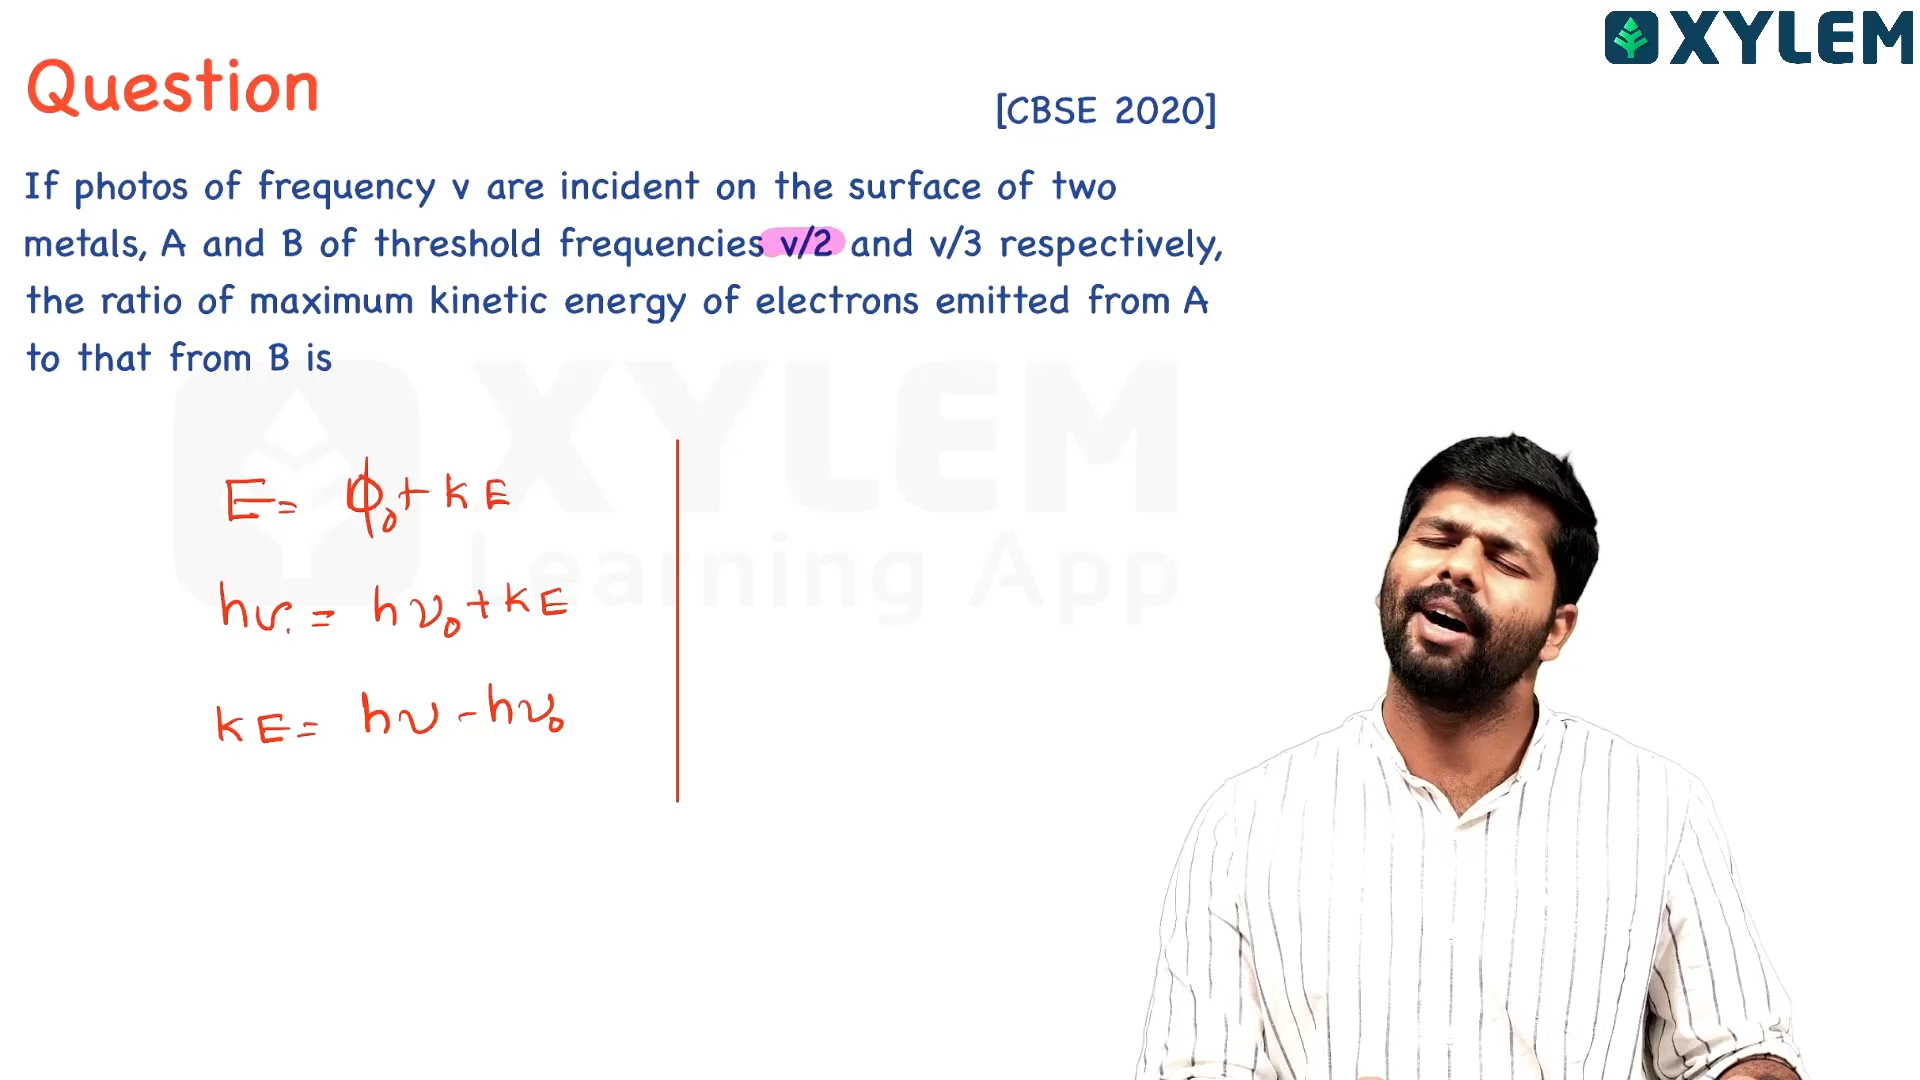 XYLEM
Question
[CBSE 2020]
If photos of frequency v are incident on the surface of two
metals, A and B of threshold frequencies v/2 and v/3 respectively,
the ratio of maximum kinetic energy of electrons emitted from A
to that from B is
XYLEM
Learning App
E = ϕ₀ + KE
hν = hν₀ + KE
KE = hν - hν₀